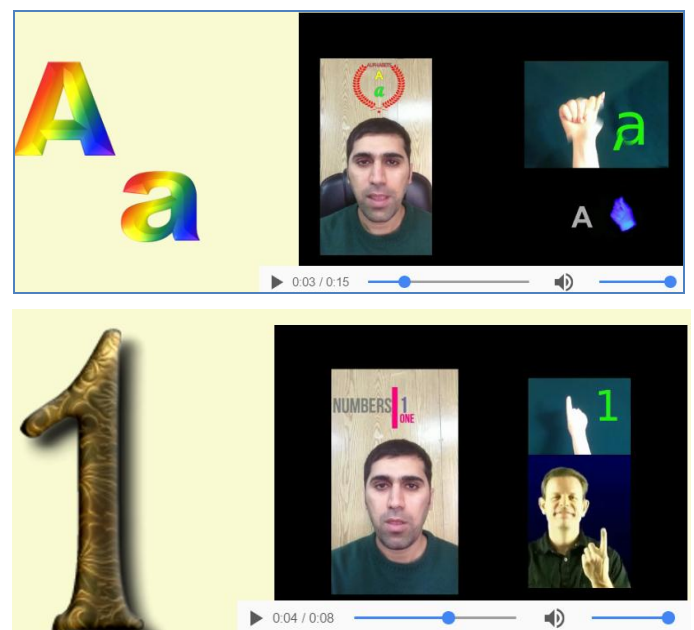 A
a
ALPHABETS
A
a
a
A
0:03 / 0:15
1
NUMBERS 1
ONE
1
0:04 / 0:08